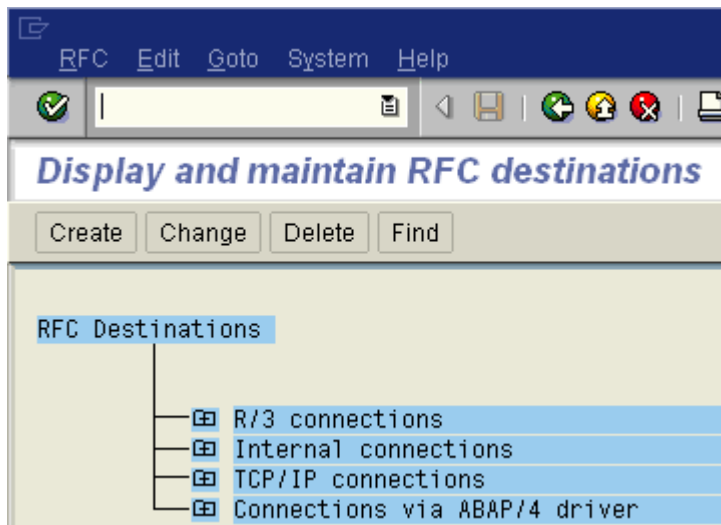 RFC Edit Goto System Help
Display and maintain RFC destinations
Create Change Delete Find
RFC Destinations
R/3 connections
Internal connections
TCP/IP connections
Connections via ABAP/4 driver